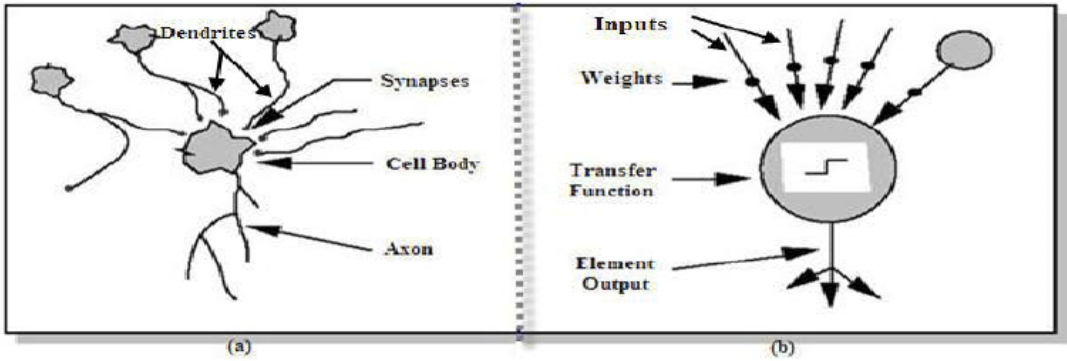 Dendrites
Synapses
Cell Body
Axon
(a)
Inputs
Weights
Transfer
Function
Element
Output
(b)